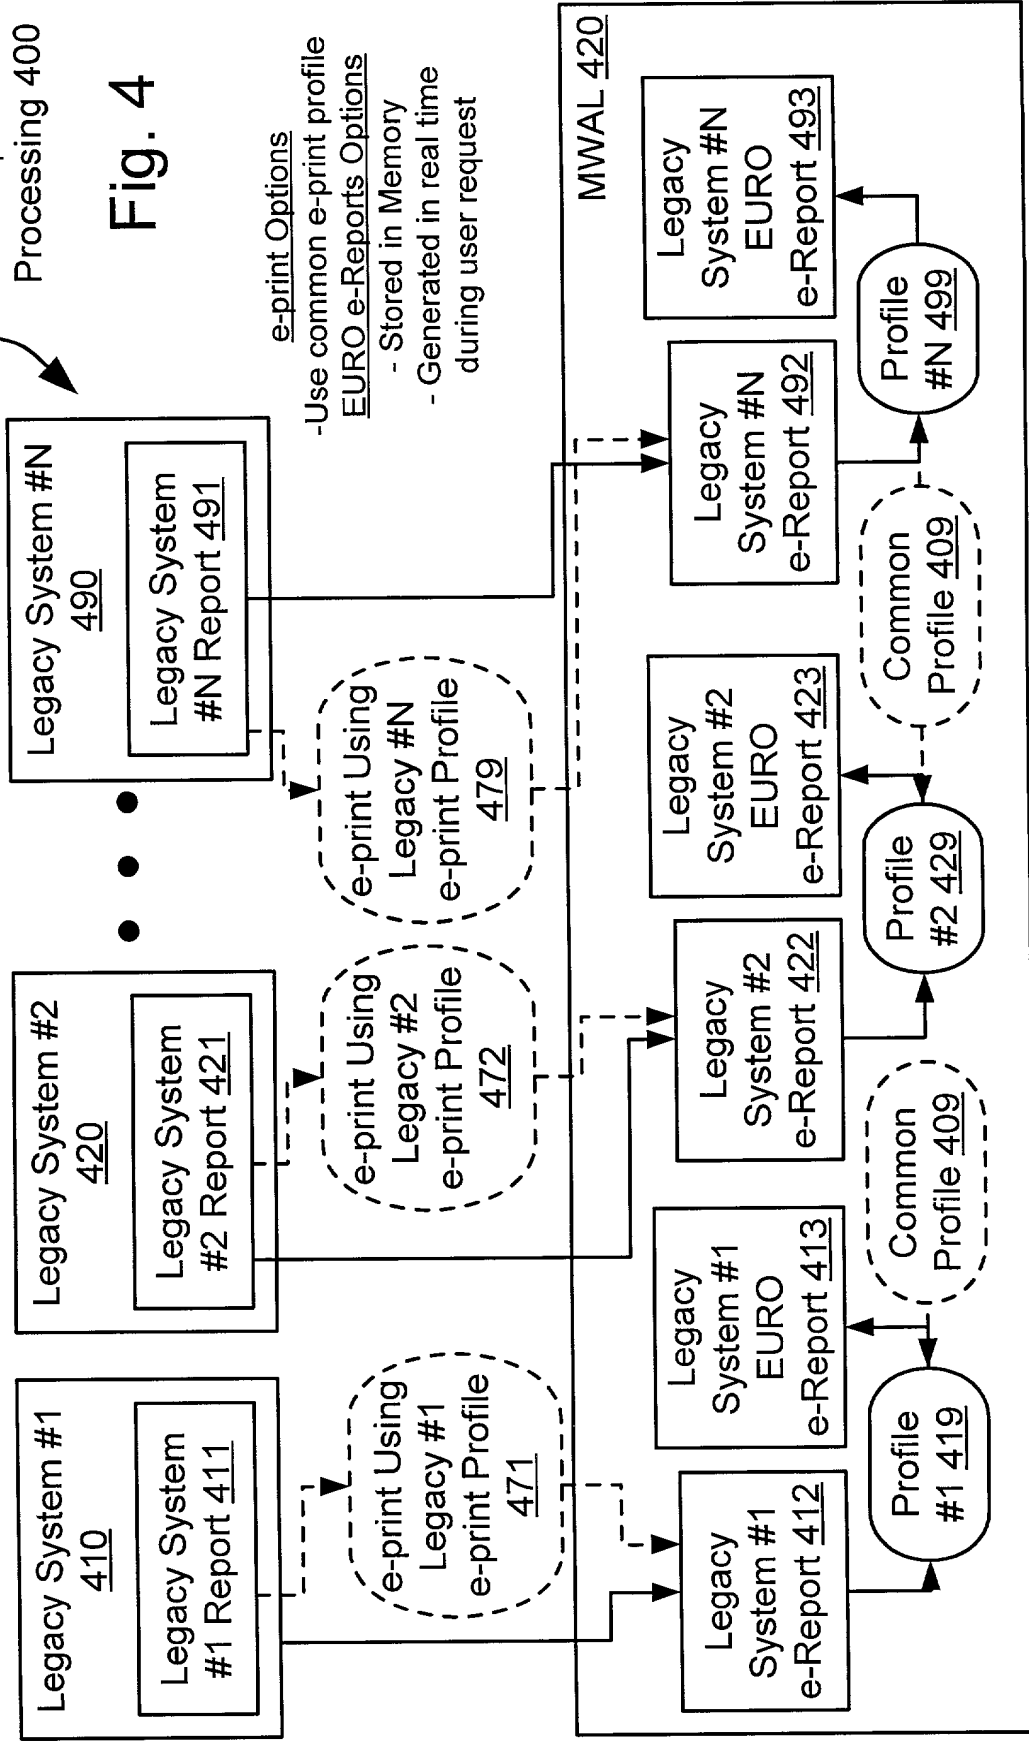 Processing 400
Fig. 4
Legacy System #1
410
Legacy System
#1 Report 411
Legacy System #2
420
Legacy System
#2 Report 421
Legacy System #N
490
Legacy System
#N Report 491
e-print Using
Legacy #1
e-print Profile
471
e-print Using
Legacy #2
e-print Profile
472
e-print Using
Legacy #N
e-print Profile
479
e-print Options
-Use common e-print profile
EURO e-Reports Options
- Stored in Memory
- Generated in real time
during user request
MWAL 420
Legacy
System #1
e-Report 412
Legacy
System #1
EURO
e-Report 413
Legacy
System #2
e-Report 422
Legacy
System #2
EURO
e-Report 423
Legacy
System #N
e-Report 492
Legacy
System #N
EURO
e-Report 493
Profile
#1 419
Common
Profile 409
Profile
#2 429
Common
Profile 409
Profile
#N 499